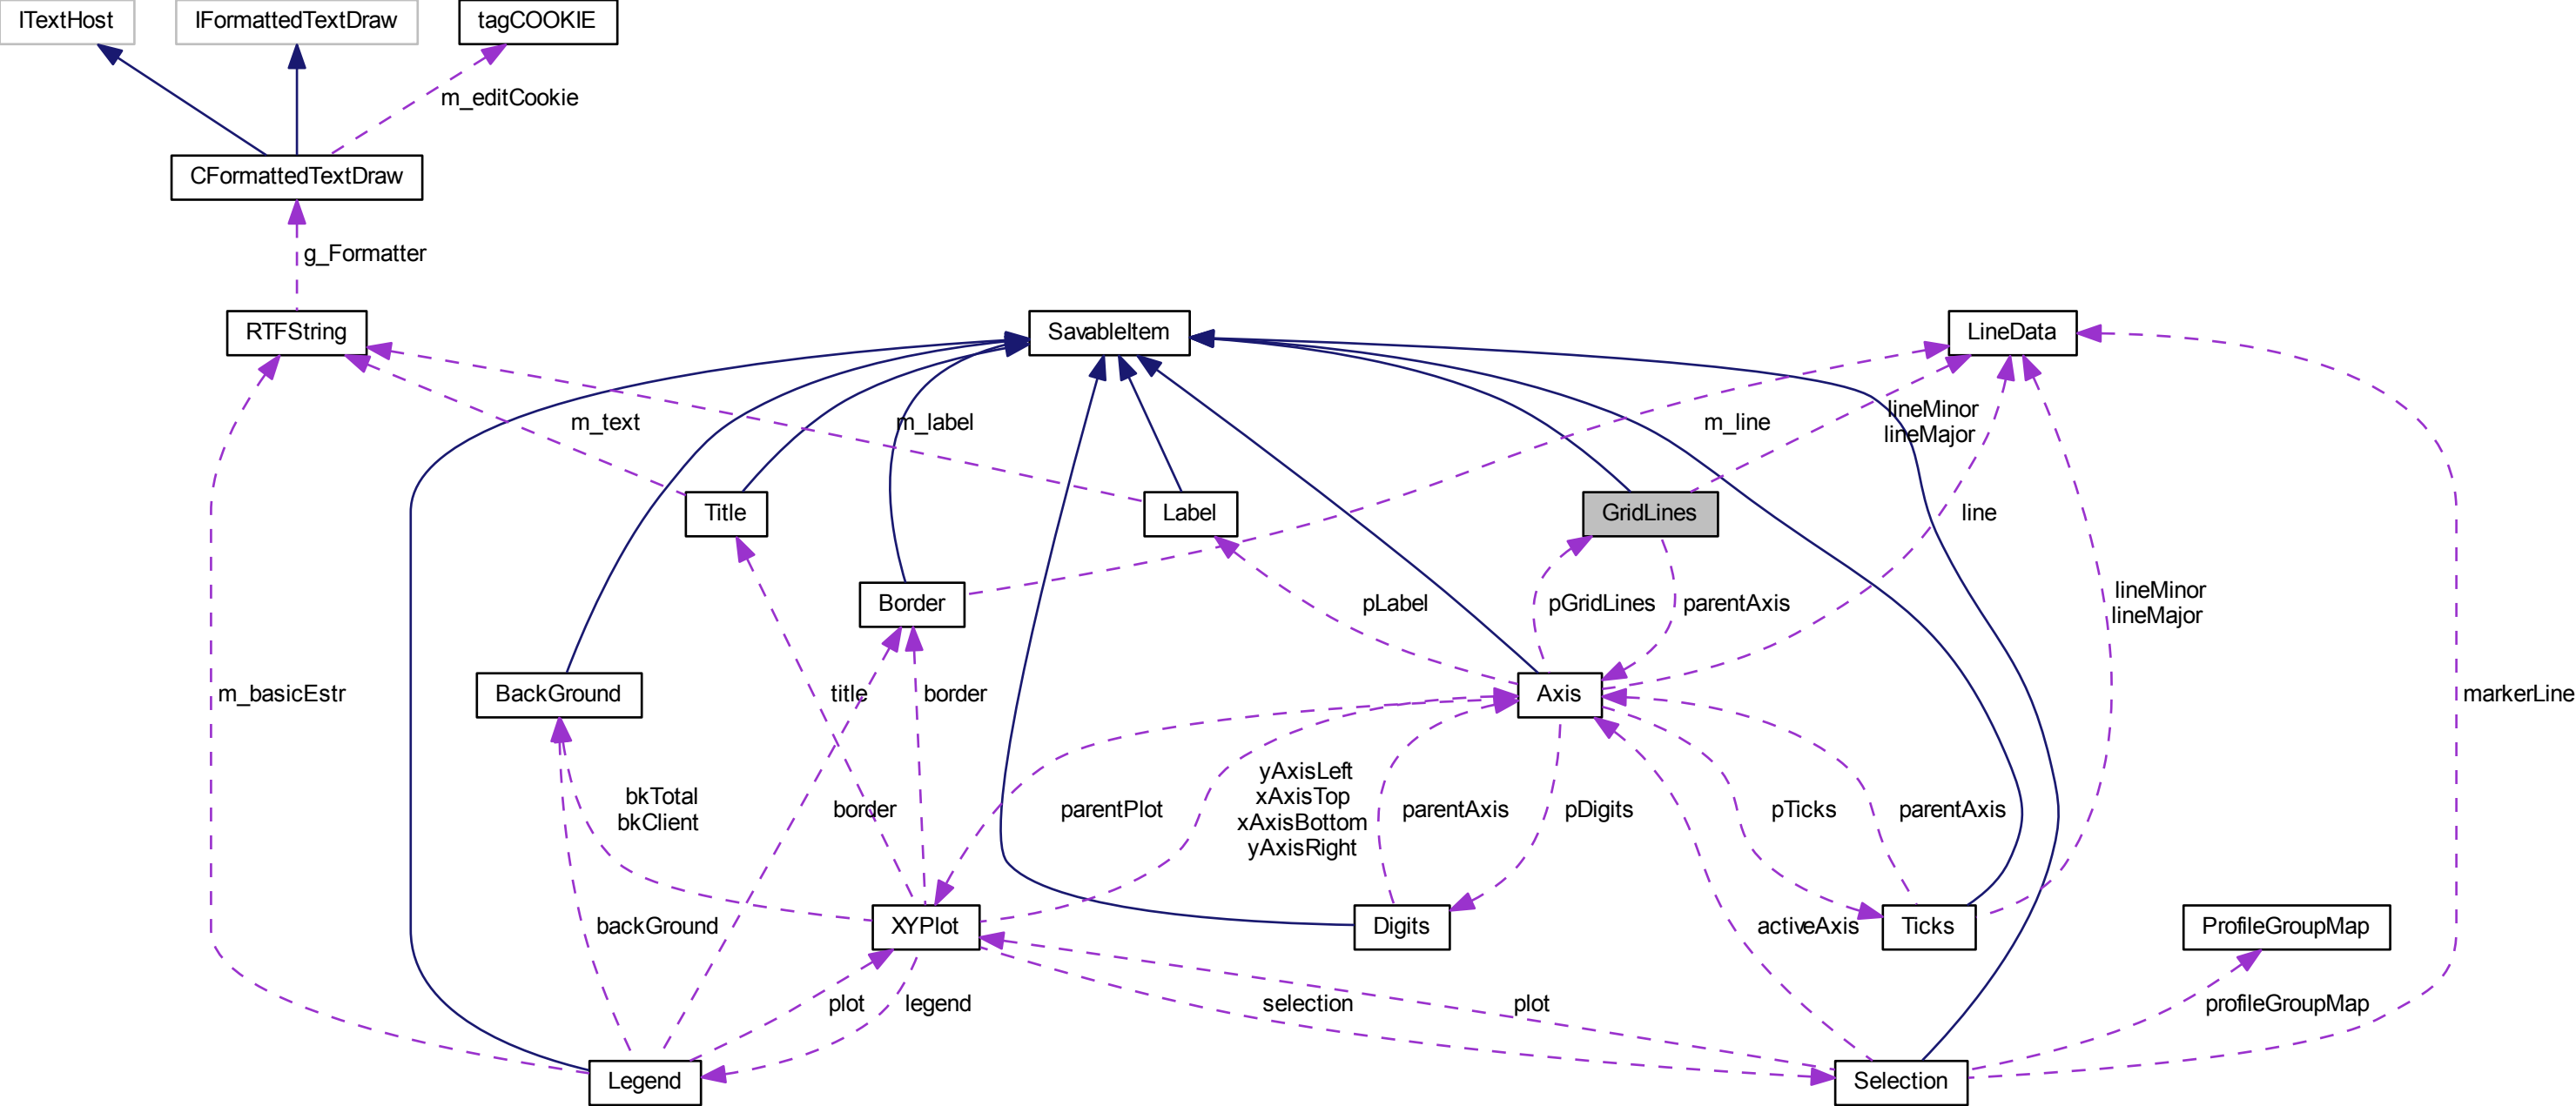 ITextHost
IFormattedTextDraw
tagCOOKIE
m_editCookie
CFormattedTextDraw
g_Formatter
RTFString
SavableItem
LineData
m_text
m_label
m_line
lineMinor
lineMajor
Title
Label
GridLines
line
Border
pLabel
pGridLines
parentAxis
lineMinor
lineMajor
m_basicEstr
BackGround
title
border
Axis
markerLine
bkTotal
bkClient
border
parentPlot
yAxisLeft
xAxisTop
xAxisBottom
yAxisRight
parentAxis
pDigits
pTicks
parentAxis
backGround
XYPlot
Digits
activeAxis
Ticks
ProfileGroupMap
plot
legend
selection
plot
profileGroupMap
Legend
Selection